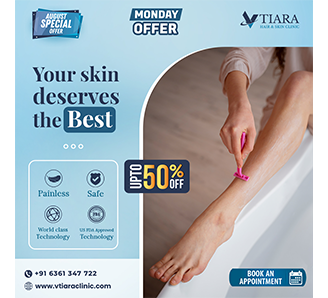 AUGUST
SPECIAL
OFFER
MONDAY
OFFER
VTIARA
HAIR & SKIN CLINIC
Your skin
deserves
the Best
UPTO
50%
OFF
Painless
Safe
World class
Technology
US FDA Approved
Technology
+91 6361 347 722
www.vtiaraclinic.com
BOOK AN
APPOINTMENT